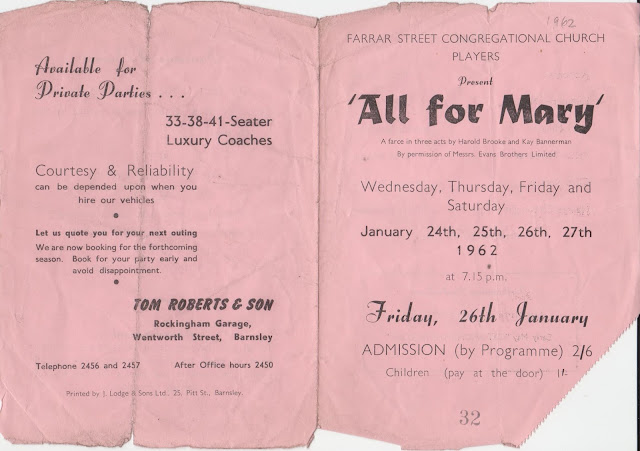 Available for
Private Parties . . .
33-38-41-Seater
Luxury Coaches
Courtesy & Reliability
can be depended upon when you
hire our vehicles
Let us quote you for your next outing
We are now booking for the forthcoming
season. Book for your party early and
avoid disappointment.
TOM ROBERTS & SON
Rockingham Garage,
Wentworth Street, Barnsley
Telephone 2456 and 2457 After Office hours 2450
Printed by J. Lodge & Sons Ltd., 25, Pitt St., Barnsley.
1962
FARRAR STREET CONGREGATIONAL CHURCH
PLAYERS
Present
'All for Mary'
A farce in three acts by Harold Brooke and Kay Bannerman
By permission of Messrs. Evans Brothers Limited
Wednesday, Thursday, Friday and
Saturday
January 24th, 25th, 26th, 27th
1962
at 7.15 p.m.
Friday, 26th January
ADMISSION (by Programme) 2/6
Children (pay at the door) 1/-
32